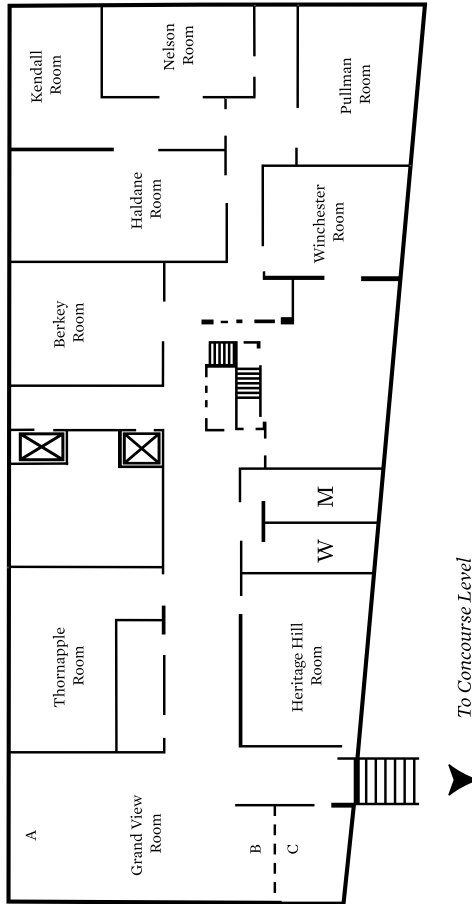 Kendall
Room
Nelson
Room
Pullman
Room
Haldane
Room
Winchester
Room
Berkey
Room
M
W
Thornapple
Room
Heritage Hill
Room
To Concourse Level
A
Grand View
Room
B
C